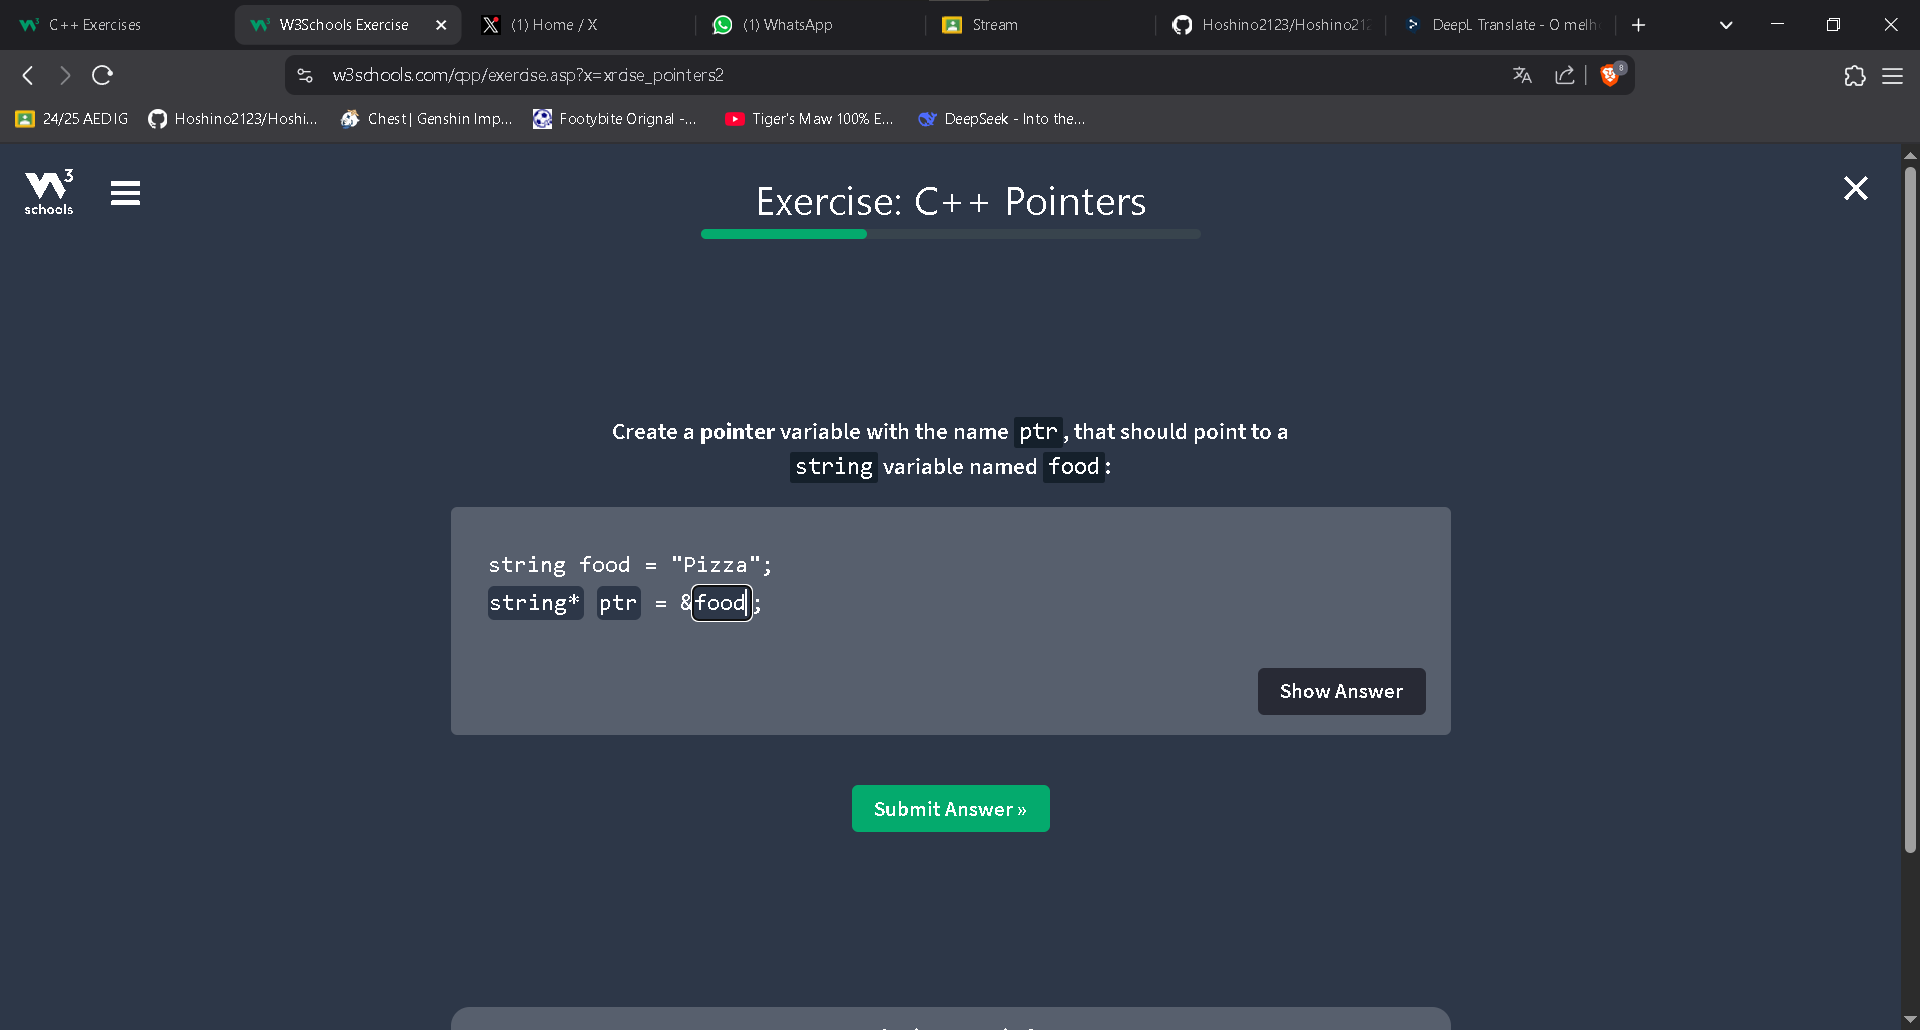 C++ Exercises
W3Schools Exercise
(1) Home / X
(1) WhatsApp
Stream
Hoshino2123/Hoshino212
DeepL Translate - O melh
w3schools.com/cpp/exercise.asp?x=xrcise_pointers2
24/25 AEDIG
Hoshino2123/Hoshi...
Chest | Genshin Imp...
Footybite Orignal -...
Tiger's Maw 100% E...
DeepSeek - Into the...
W3
schools
Exercise: C++ Pointers
Create a pointer variable with the name ptr, that should point to a
string variable named food:
string food = "Pizza";
string* ptr = &food;
Show Answer
Submit Answer »